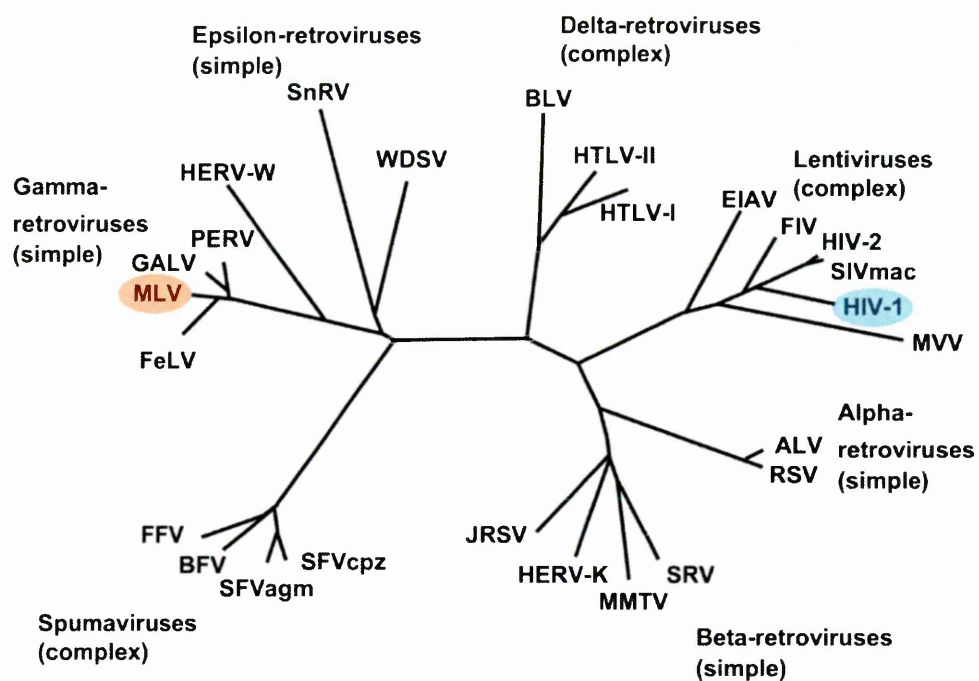 Epsilon-retroviruses
(simple)
SnRV
WDSV
Delta-retroviruses
(complex)
BLV
HTLV-II
HTLV-I
Lentiviruses
(complex)
EIAV
FIV
HIV-2
SIVmac
HIV-1
MVV
Gamma-
retroviruses
(simple)
HERV-W
PERV
GALV
MLV
FeLV
Alpha-
retroviruses
(simple)
ALV
RSV
FFV
BFV
SFVagm
SFVcpz
Spumaviruses
(complex)
JRSV
HERV-K
MMTV
SRV
Beta-retroviruses
(simple)